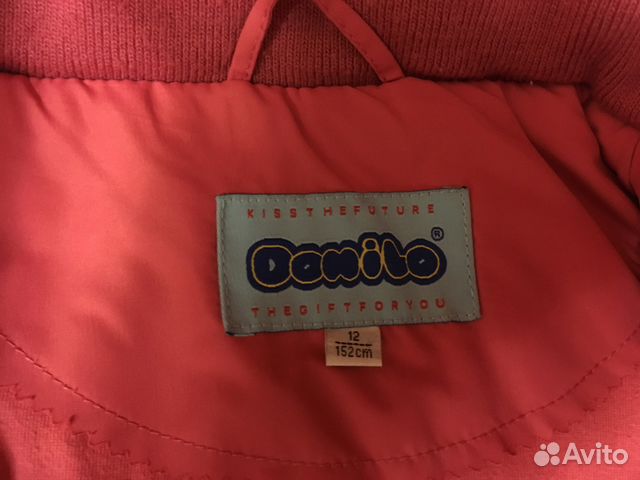 KISSTHEFUTURE
Danilo®
THEGIFTFORYOU
12
152cm
Avito